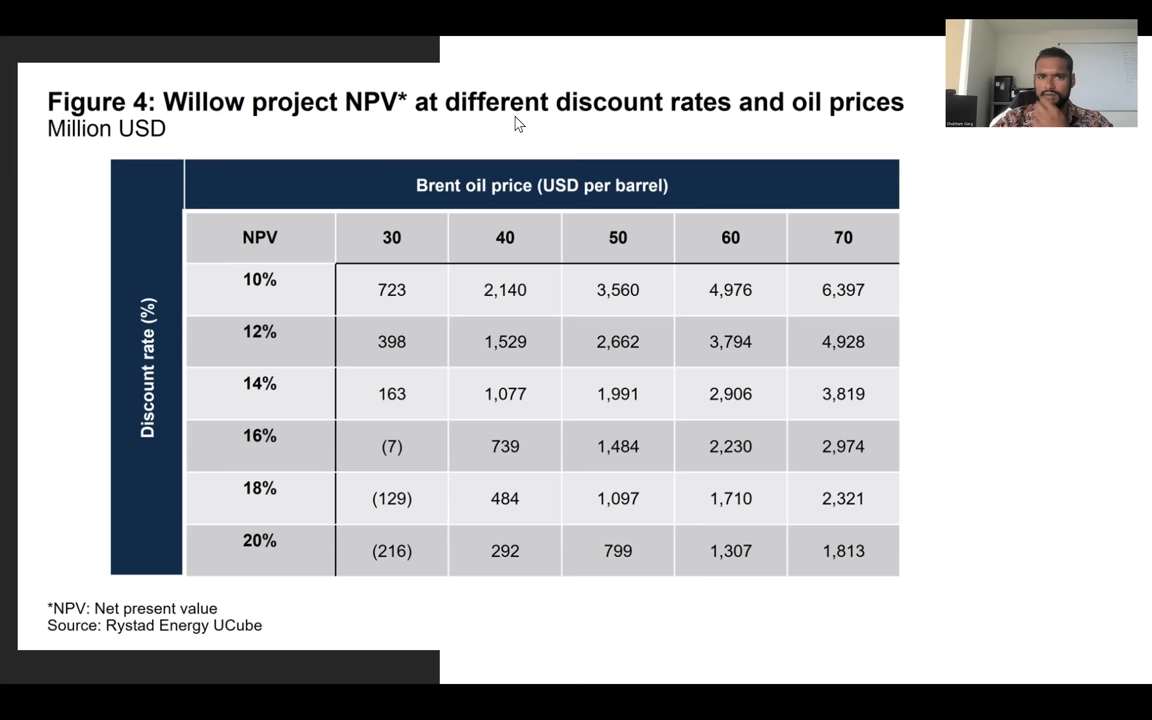 Figure 4: Willow project NPV* at different discount rates and oil prices
Million USD
Brent oil price (USD per barrel)
Discount rate (%)
NPV 30 40 50 60 70
10% 723 2,140 3,560 4,976 6,397
12% 398 1,529 2,662 3,794 4,928
14% 163 1,077 1,991 2,906 3,819
16% (7) 739 1,484 2,230 2,974
18% (129) 484 1,097 1,710 2,321
20% (216) 292 799 1,307 1,813
*NPV: Net present value
Source: Rystad Energy UCube
Shubham Garg